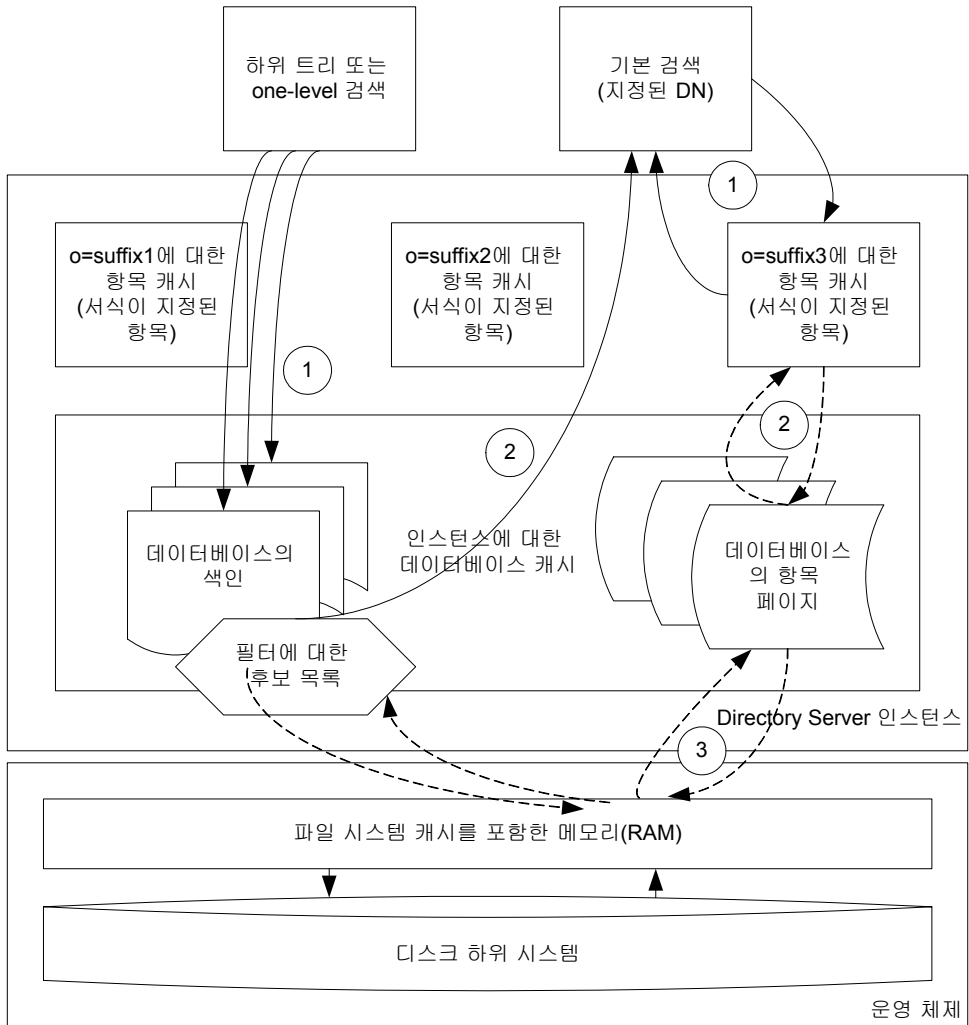 하위 트리 또는
one-level 검색
기본 검색
(지정된 DN)
1
o=suffix1에 대한
항목 캐시
(서식이 지정된
항목)
o=suffix2에 대한
항목 캐시
(서식이 지정된
항목)
o=suffix3에 대한
항목 캐시
(서식이 지정된
항목)
1
2
2
인스턴스에 대한
데이터베이스 캐시
데이터베이스의
색인
데이터베이스
의 항목
페이지
필터에 대한
후보 목록
Directory Server 인스턴스
3
파일 시스템 캐시를 포함한 메모리(RAM)
디스크 하위 시스템
운영 체제